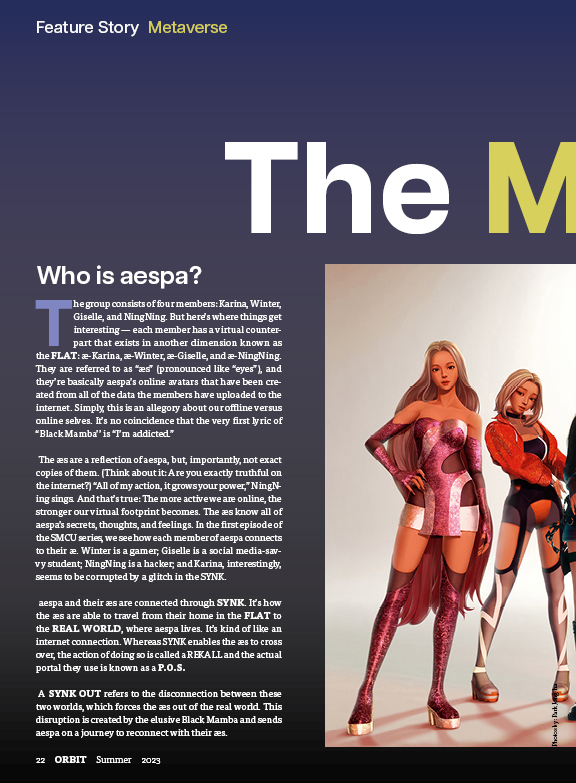 Feature Story Metaverse
The M
Who is aespa?
The group consists of four members: Karina, Winter,
Giselle, and NingNing. But here's where things get
interesting — each member has a virtual counter-
part that exists in another dimension known as
the FLAT: æ-Karina, æ-Winter, æ-Giselle, and æ-NingNing.
They are referred to as "æs" (pronounced like "eyes"), and
they're basically aespa's online avatars that have been cre-
ated from all of the data the members have uploaded to the
internet. Simply, this is an allegory about our offline versus
online selves. It's no coincidence that the very first lyric of
"Black Mamba" is "I'm addicted."
The æs are a reflection of aespa, but, importantly, not exact
copies of them. (Think about it: Are you exactly truthful on
the internet?) "All of my action, it grows your power," NingN-
ing sings. And that's true: The more active we are online, the
stronger our virtual footprint becomes. The æs know all of
aespa's secrets, thoughts, and feelings. In the first episode of
the SMCU series, we see how each member of aespa connects
to their æ. Winter is a gamer; Giselle is a social media-sav-
vy student; NingNing is a hacker; and Karina, interestingly,
seems to be corrupted by a glitch in the SYNK.
aespa and their æs are connected through SYNK. It's how
the æs are able to travel from their home in the FLAT to
the REAL WORLD, where aespa lives. It's kind of like an
internet connection. Whereas SYNK enables the æs to cross
over, the action of doing so is called a REKALL and the actual
portal they use is known as a P.O.S.
A SYNK OUT refers to the disconnection between these
two worlds, which forces the æs out of the real world. This
disruption is created by the elusive Black Mamba and sends
aespa on a journey to reconnect with their æs.
Photos by: Park
22 ORBIT Summer 2023